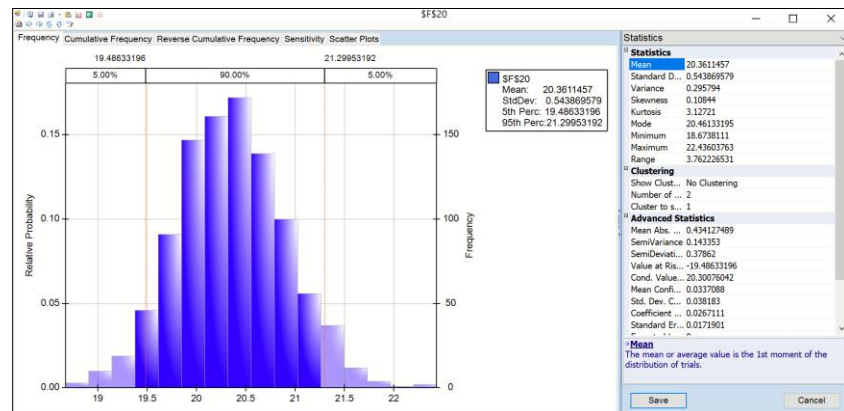 $F$20
Frequency Cumulative Frequency Reverse Cumulative Frequency Sensitivity Scatter Plots
19.48633196 21.29953192
5.00% 90.00% 5.00%
$F$20
Mean: 20.3611457
StdDev: 0.543869579
5th Perc: 19.48633196
95th Perc: 21.29953192
Relative Probability
0.15
0.10
0.05
0.00
150
100
50
0
Frequency
19 19.5 20 20.5 21 21.5 22
Statistics
Statistics
Mean 20.3611457
Standard D... 0.543869579
Variance 0.295794
Skewness 0.10844
Kurtosis 3.12721
Mode 20.46133195
Minimum 18.6738111
Maximum 22.43603763
Range 3.762226531
Clustering
Show Clust... No Clustering
Number of ... 2
Cluster to s... 1
Advanced Statistics
Mean Abs. ... 0.434127489
SemiVariance 0.143353
SemiDeviati... 0.37862
Value at Ris... -19.48633196
Cond. Value... 20.30076042
Mean Confi... 0.0337088
Std. Dev. C... 0.038183
Coefficient ... 0.0267111
Standard Er... 0.0171901
Mean
The mean or average value is the 1st moment of the
distribution of trials.
Save Cancel